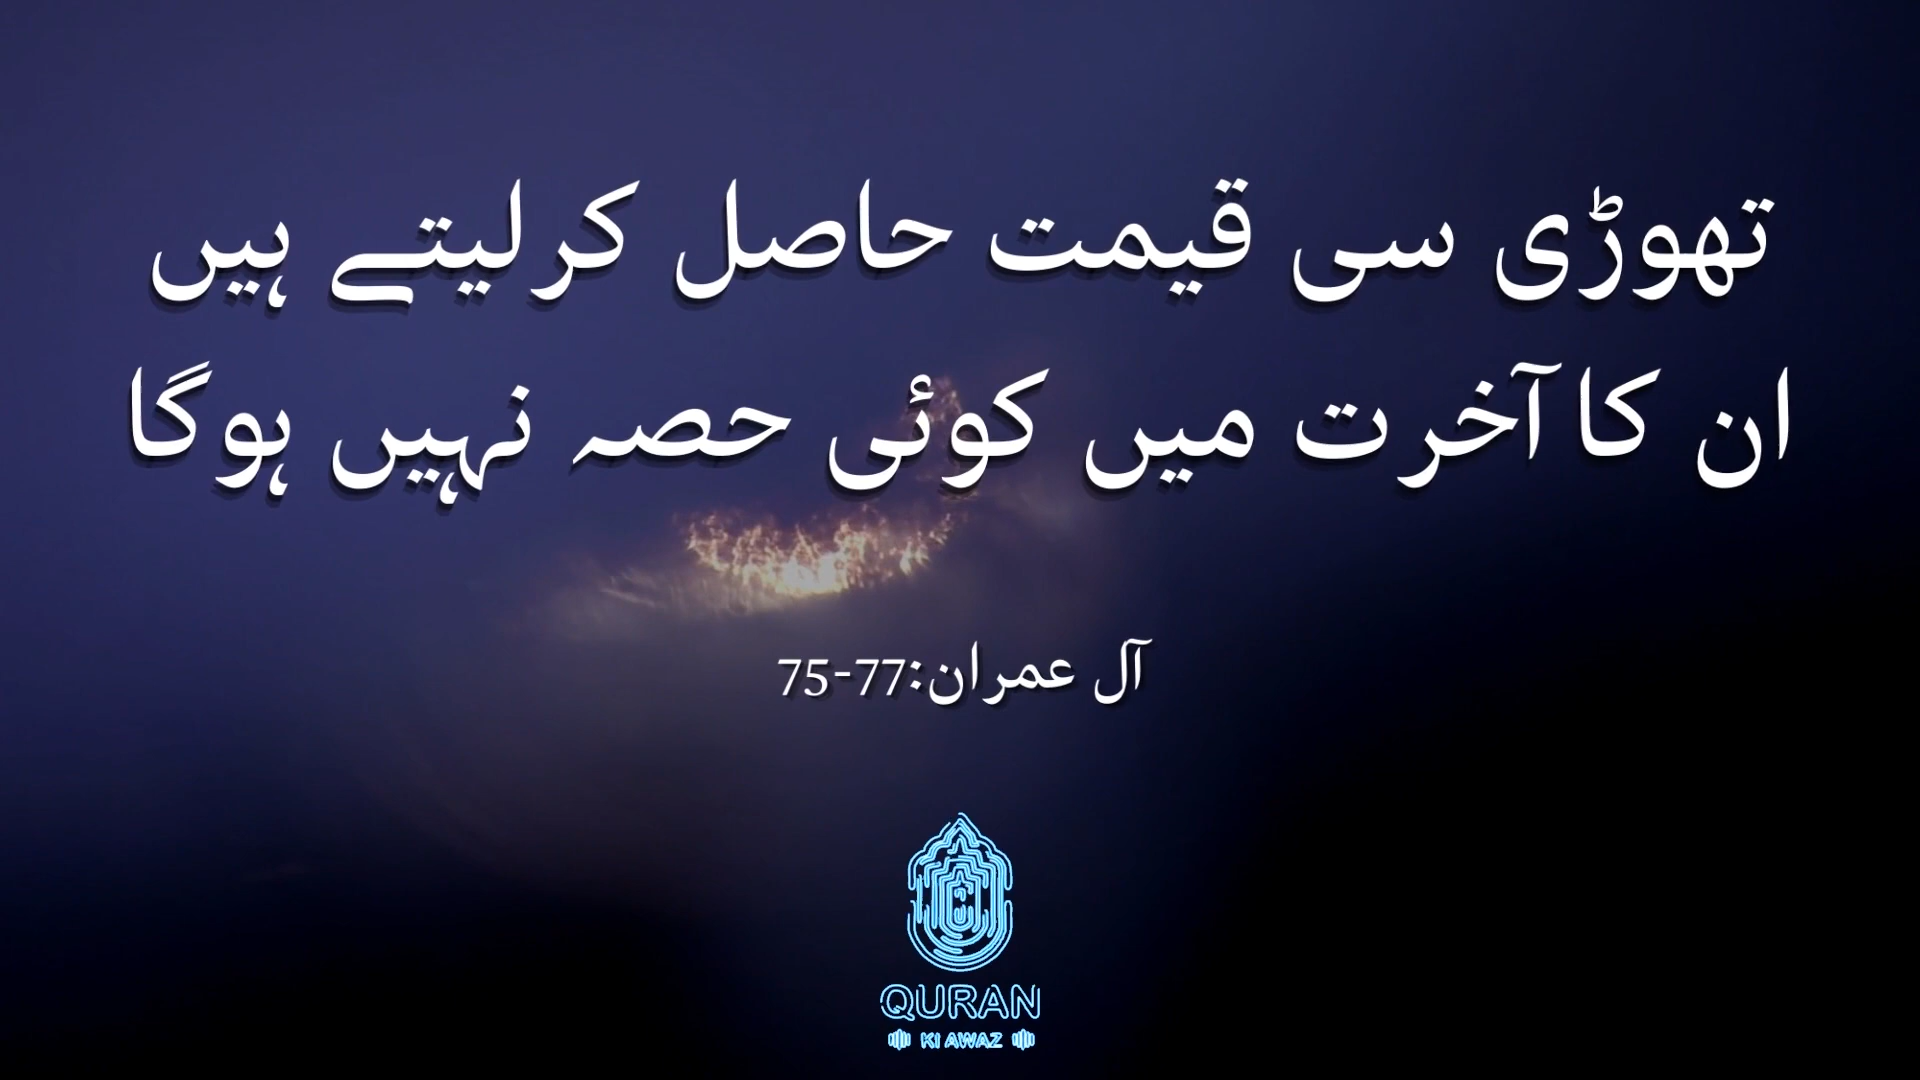 تھوڑی سی قیمت حاصل کرلیتے ہیں
ان کا آخرت میں کوئی حصہ نہیں ہوگا
آل عمران:77-75
QURAN
KI AWAZ